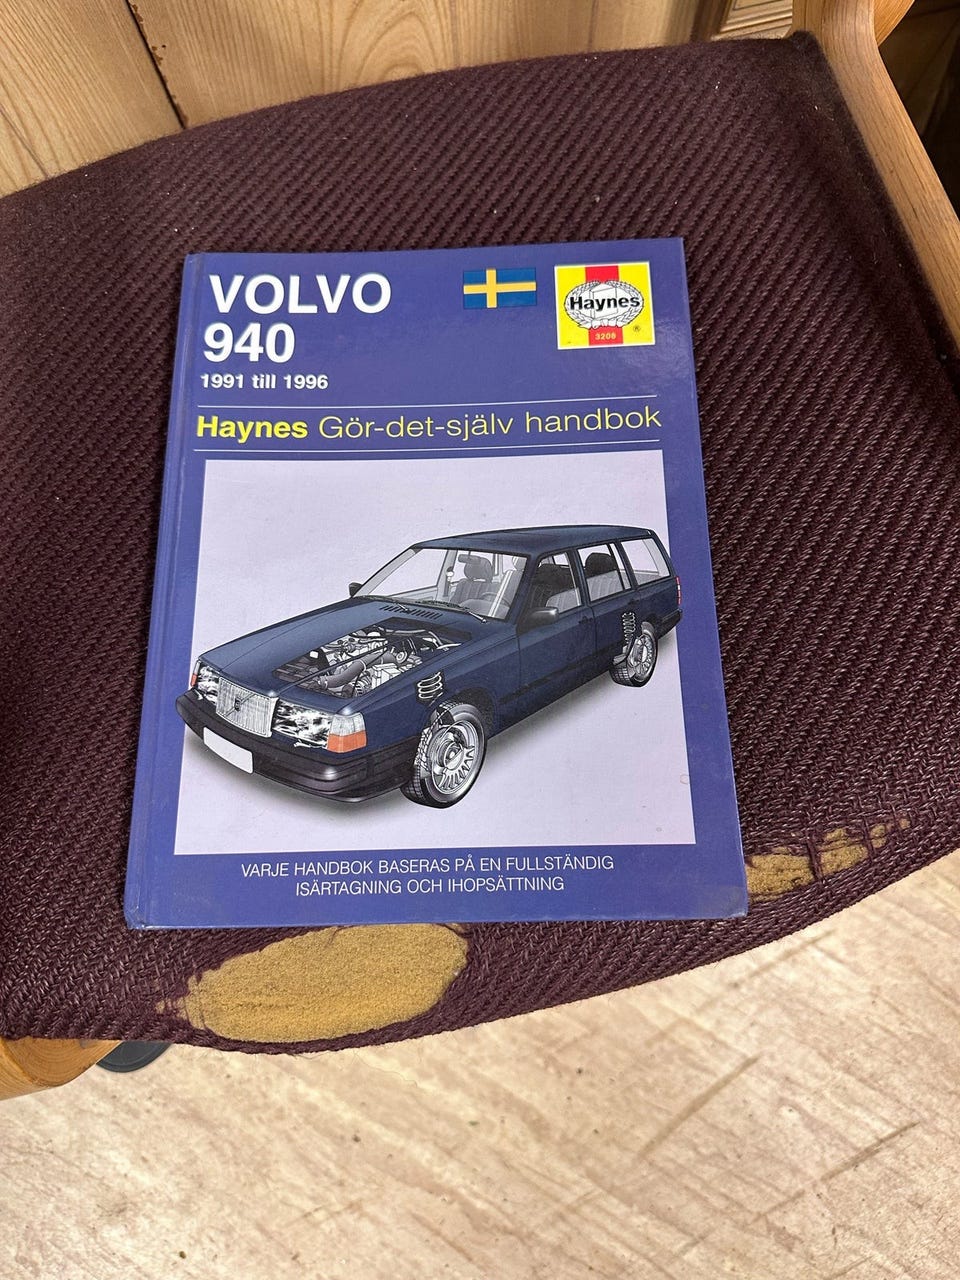 VOLVO
940
1991 till 1996
Haynes
®
3208
Haynes Gör-det-själv handbok
VARJE HANDBOK BASERAS PÅ EN FULLSTÄNDIG
ISÄRTAGNING OCH IHOPSÄTTNING